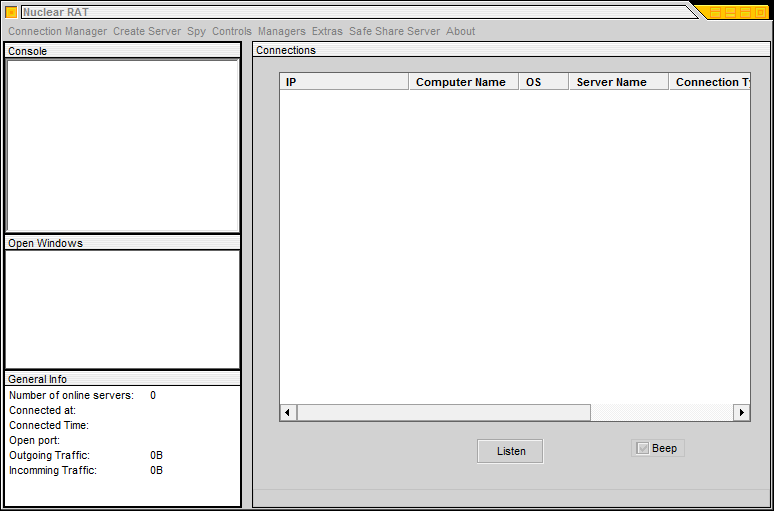 Nuclear RAT
Connection Manager Create Server Spy Controls Managers Extras Safe Share Server About
Console
Open Windows
General Info
Number of online servers: 0
Connected at:
Connected Time:
Open port:
Outgoing Traffic: 0B
Incomming Traffic: 0B
Connections
IP Computer Name OS Server Name Connection Ty
Listen
Beep